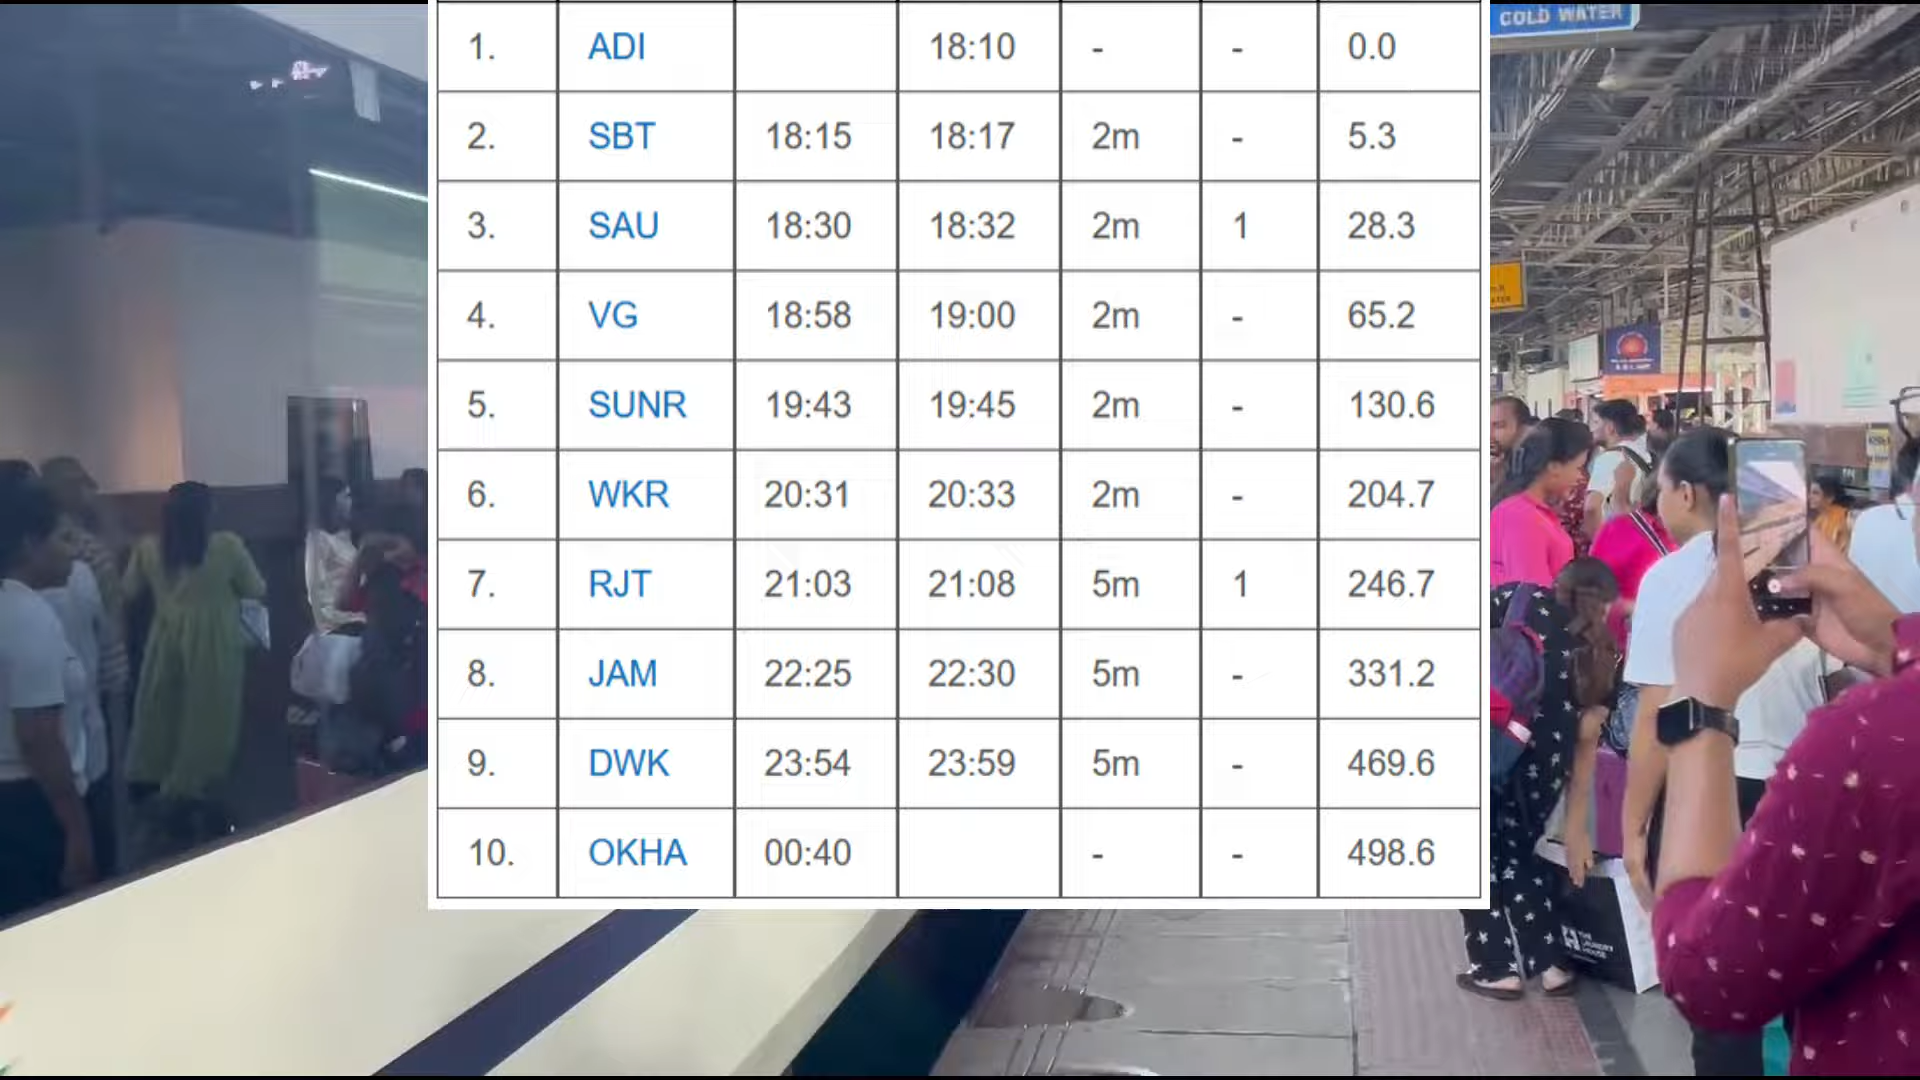 COLD WATER
1. ADI 18:10 - - 0.0
2. SBT 18:15 18:17 2m - 5.3
3. SAU 18:30 18:32 2m 1 28.3
4. VG 18:58 19:00 2m - 65.2
5. SUNR 19:43 19:45 2m - 130.6
6. WKR 20:31 20:33 2m - 204.7
7. RJT 21:03 21:08 5m 1 246.7
8. JAM 22:25 22:30 5m - 331.2
9. DWK 23:54 23:59 5m - 469.6
10. OKHA 00:40 - - 498.6
THE
LAUNDRY
HOUSE